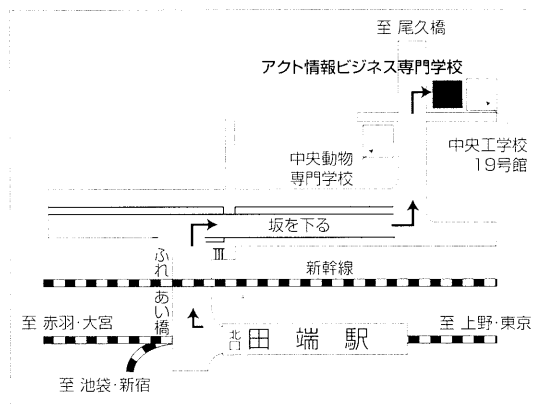 至 尾久橋
アクト情報ビジネス専門学校
中央工学校
19号館
中央動物
専門学校
坂を下る
ふれあい橋
新幹線
至 赤羽・大宮
北口
田端駅
至 上野・東京
至 池袋・新宿